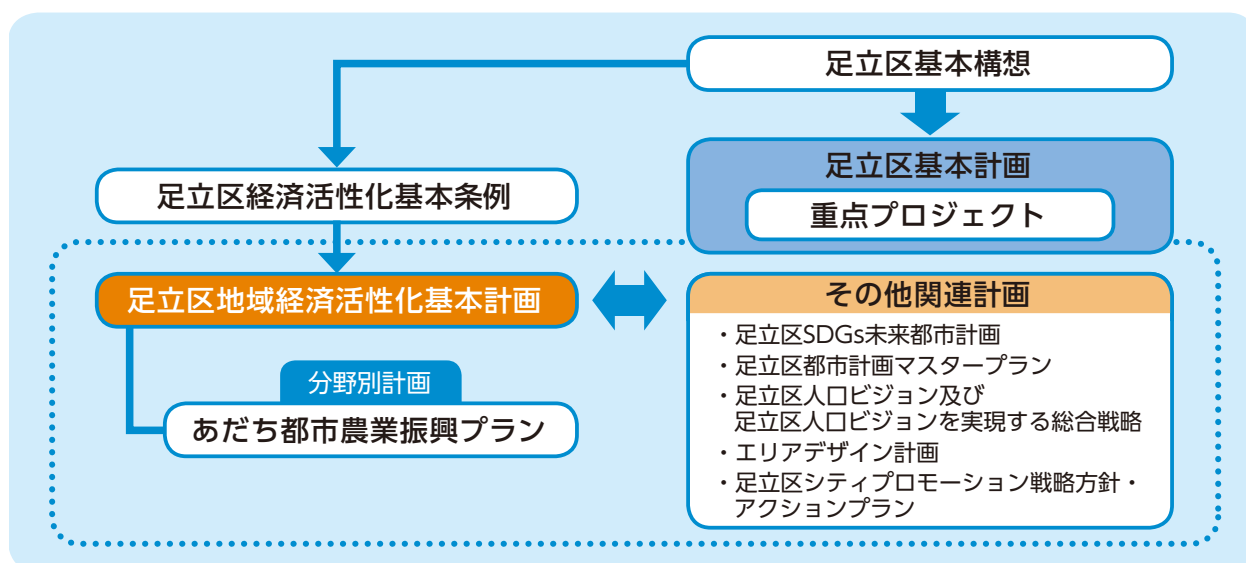 足立区基本構想
足立区基本計画
重点プロジェクト
足立区経済活性化基本条例
足立区地域経済活性化基本計画
分野別計画
あだち都市農業振興プラン
その他関連計画
・足立区SDGs未来都市計画
・足立区都市計画マスタープラン
・足立区人口ビジョン及び
足立区人口ビジョンを実現する総合戦略
・エリアデザイン計画
・足立区シティプロモーション戦略方針・
アクションプラン